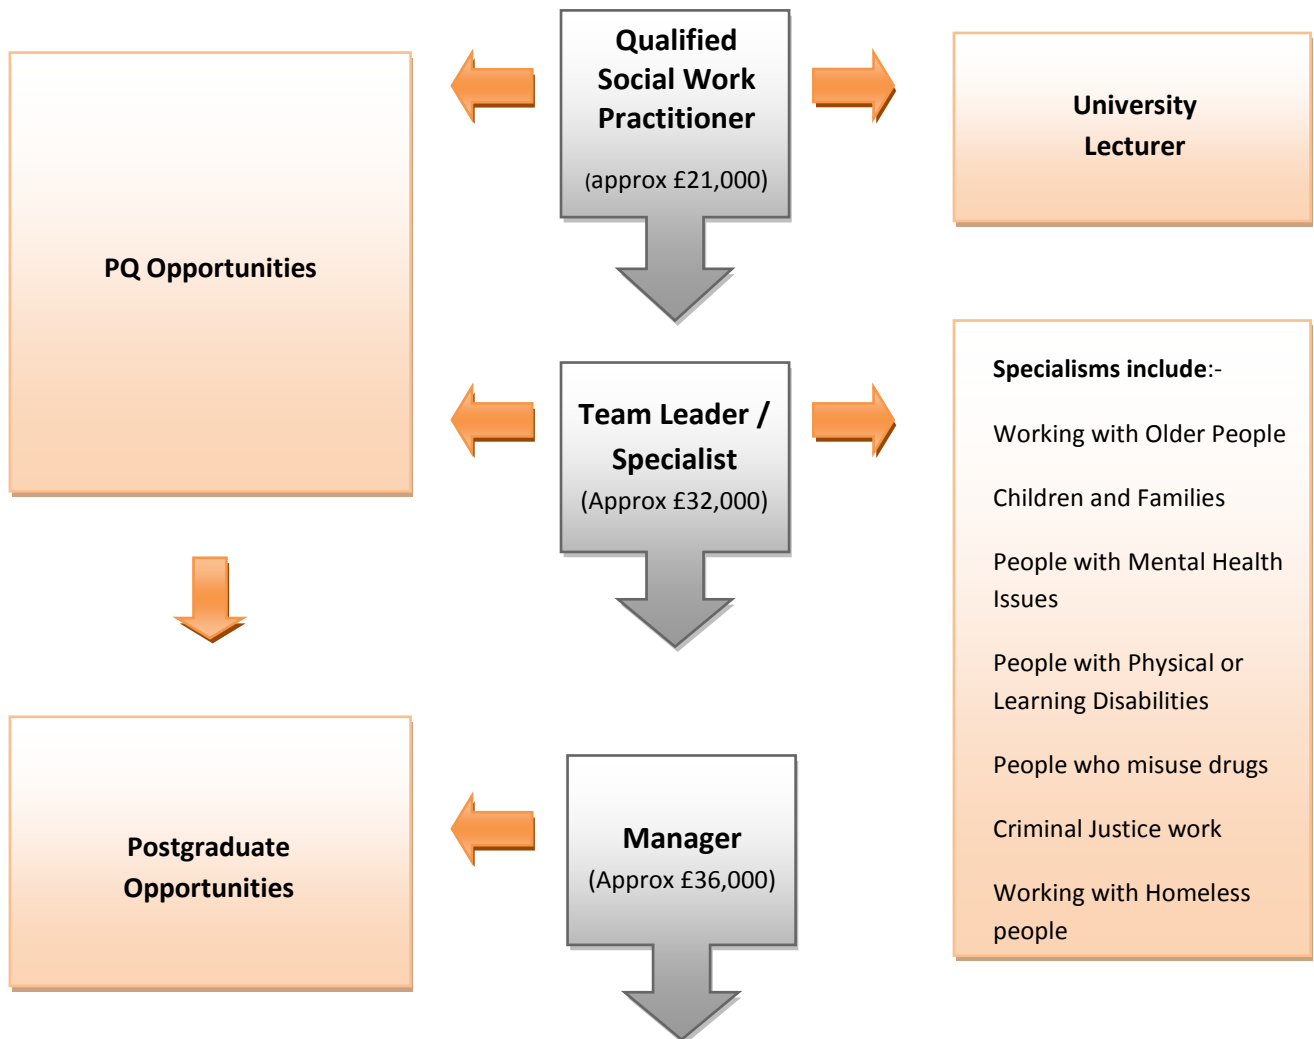 Qualified
Social Work
Practitioner
(approx £21,000)
University
Lecturer
PQ Opportunities
Team Leader /
Specialist
(Approx £32,000)
Specialisms include:-
Working with Older People
Children and Families
People with Mental Health
Issues
People with Physical or
Learning Disabilities
People who misuse drugs
Criminal Justice work
Working with Homeless
people
Postgraduate
Opportunities
Manager
(Approx £36,000)